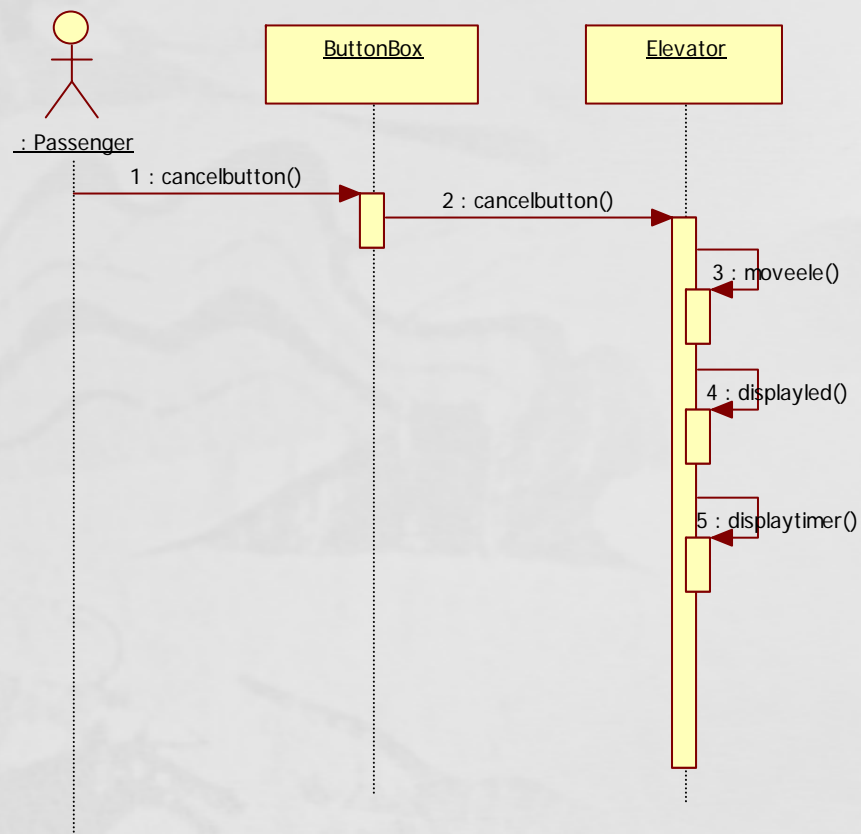 ButtonBox
Elevator
: Passenger
1 : cancelbutton()
2 : cancelbutton()
3 : moveele()
4 : displayled()
5 : displaytimer()